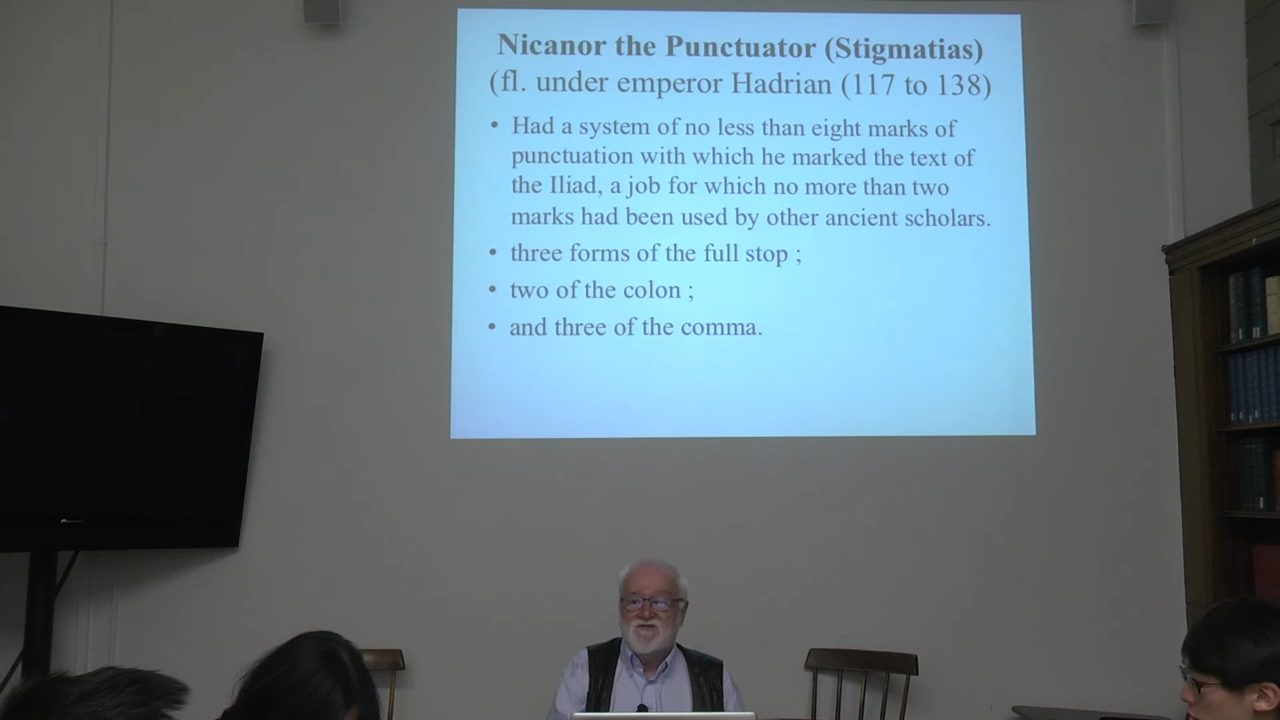 Nicanor the Punctuator (Stigmatias)
(fl. under emperor Hadrian (117 to 138)
• Had a system of no less than eight marks of
punctuation with which he marked the text of
the Iliad, a job for which no more than two
marks had been used by other ancient scholars.
• three forms of the full stop ;
• two of the colon ;
• and three of the comma.